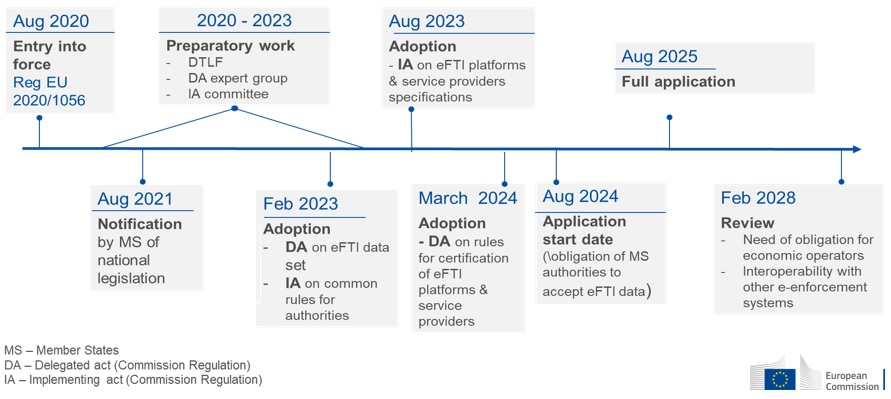 Aug 2020
Entry into
force
Reg EU
2020/1056
2020 - 2023
Preparatory work
- DTLF
- DA expert group
- IA committee
Aug 2023
Adoption
- IA on eFTI platforms
& service providers
specifications
Aug 2025
Full application
Aug 2021
Notification
by MS of
national
legislation
Feb 2023
Adoption
- DA on eFTI data
set
- IA on common
rules for
authorities
March 2024
Adoption
- DA on rules
for certification
of eFTI
platforms &
service
providers
Aug 2024
Application
start date
(\obligation of MS
authorities to
accept eFTI data)
Feb 2028
Review
- Need of obligation for
economic operators
- Interoperability with
other e-enforcement
systems
MS – Member States
DA – Delegated act (Commission Regulation)
IA – Implementing act (Commission Regulation)
European
Commission